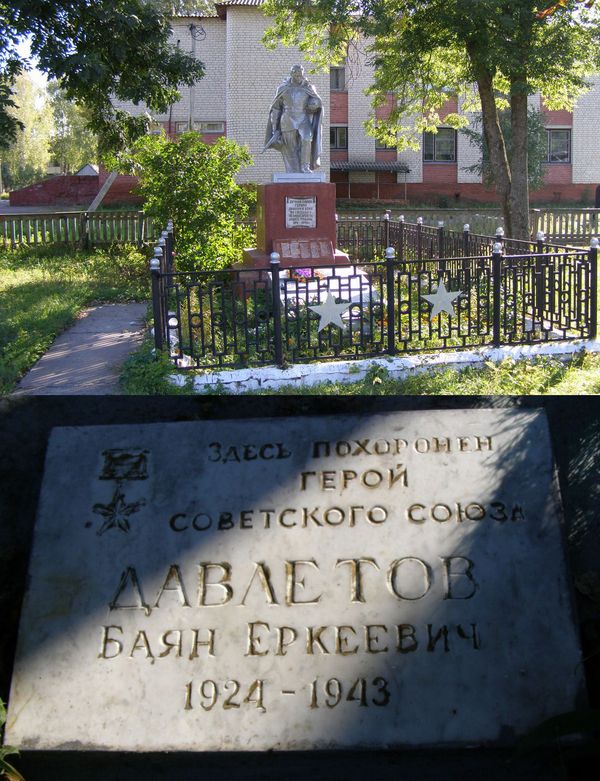 Здесь похоронен
герой
советского союза
Давлетов
Баян Еркеевич
1924 - 1943